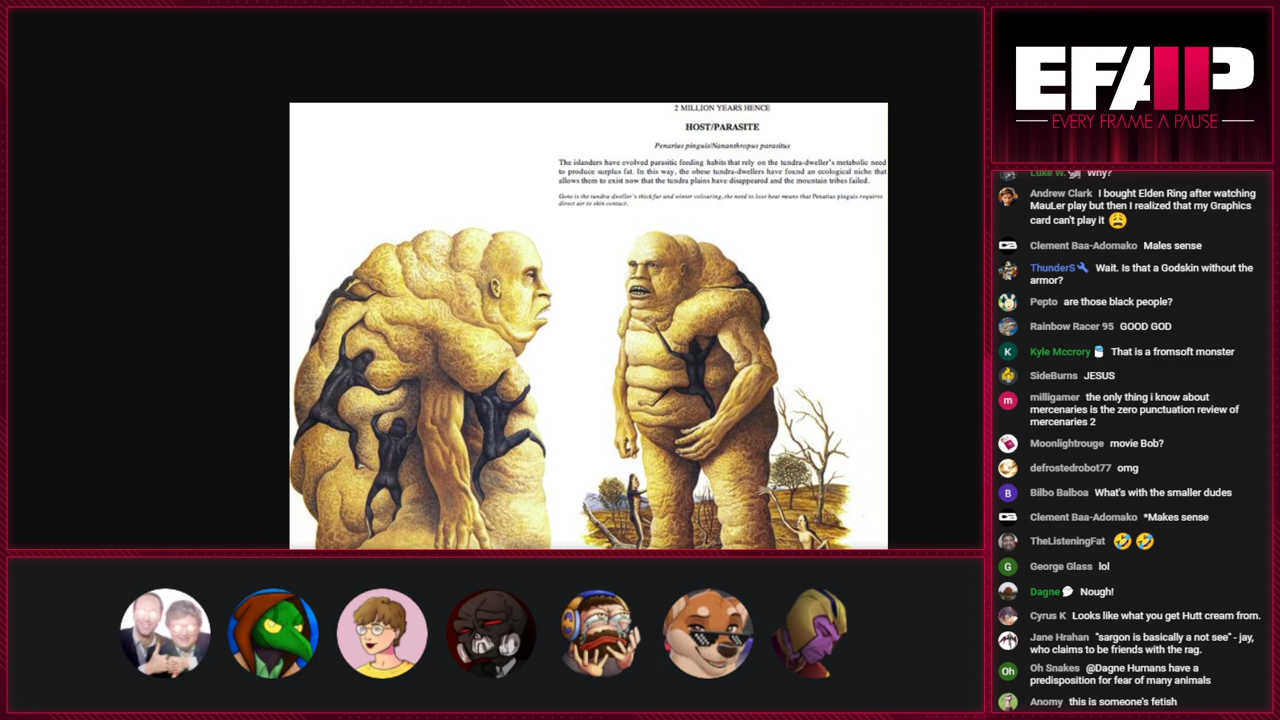 2 MILLION YEARS HENCE
HOST/PARASITE
Penarius pinguis/Nananthropus parasitus
The islanders have evolved parasitic feeding habits that rely on the tundra-dweller's metabolic need
to produce surplus fat. In this way, the obese tundra-dwellers have found an ecological niche that
allows them to exist now that the tundra plains have disappeared and the mountain tribes failed.
Gone is the tundra-dweller's thick fur and winter colouring, the need to lose heat means that Penarius pinguis requires
direct air to skin contact.
EFAP
EVERY FRAME A PAUSE
Luke W. Why?
Andrew Clark I bought Elden Ring after watching
MauLer play but then I realized that my Graphics
card can't play it 😩
Clement Baa-Adomako Males sense
ThunderS Wait. Is that a Godskin without the
armor?
Pepto are those black people?
Rainbow Racer 95 GOOD GOD
K Kyle Mccrory That is a fromsoft monster
SideBurns JESUS
m milligamer the only thing i know about
mercenaries is the zero punctuation review of
mercenaries 2
Moonlightrouge movie Bob?
defrostedrobot77 omg
B Bilbo Balboa What's with the smaller dudes
Clement Baa-Adomako *Makes sense
TheListeningFat 🤣 🤣
G George Glass lol
Dagne Nough!
Cyrus K Looks like what you get Hutt cream from.
Jane Hrahan "sargon is basically a not see" - jay,
who claims to be friends with the rag.
Oh Oh Snakes @Dagne Humans have a
predisposition for fear of many animals
Anomy this is someone's fetish